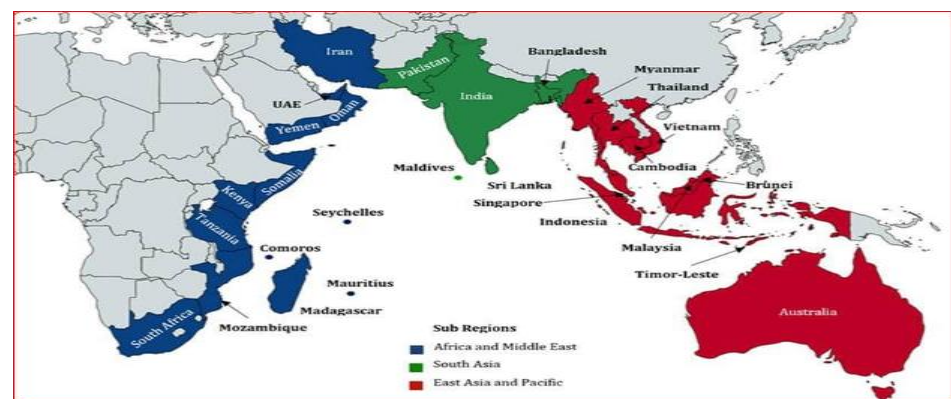 Iran
Pakistan
Bangladesh
India
Myanmar
Thailand
UAE
Oman
Yemen
Vietnam
Maldives
Cambodia
Somalia
Kenya
Sri Lanka
Brunei
Singapore
Seychelles
Indonesia
Tanzania
Comoros
Malaysia
Timor-Leste
Mauritius
Madagascar
Australia
South Africa
Mozambique
Sub Regions
Africa and Middle East
South Asia
East Asia and Pacific